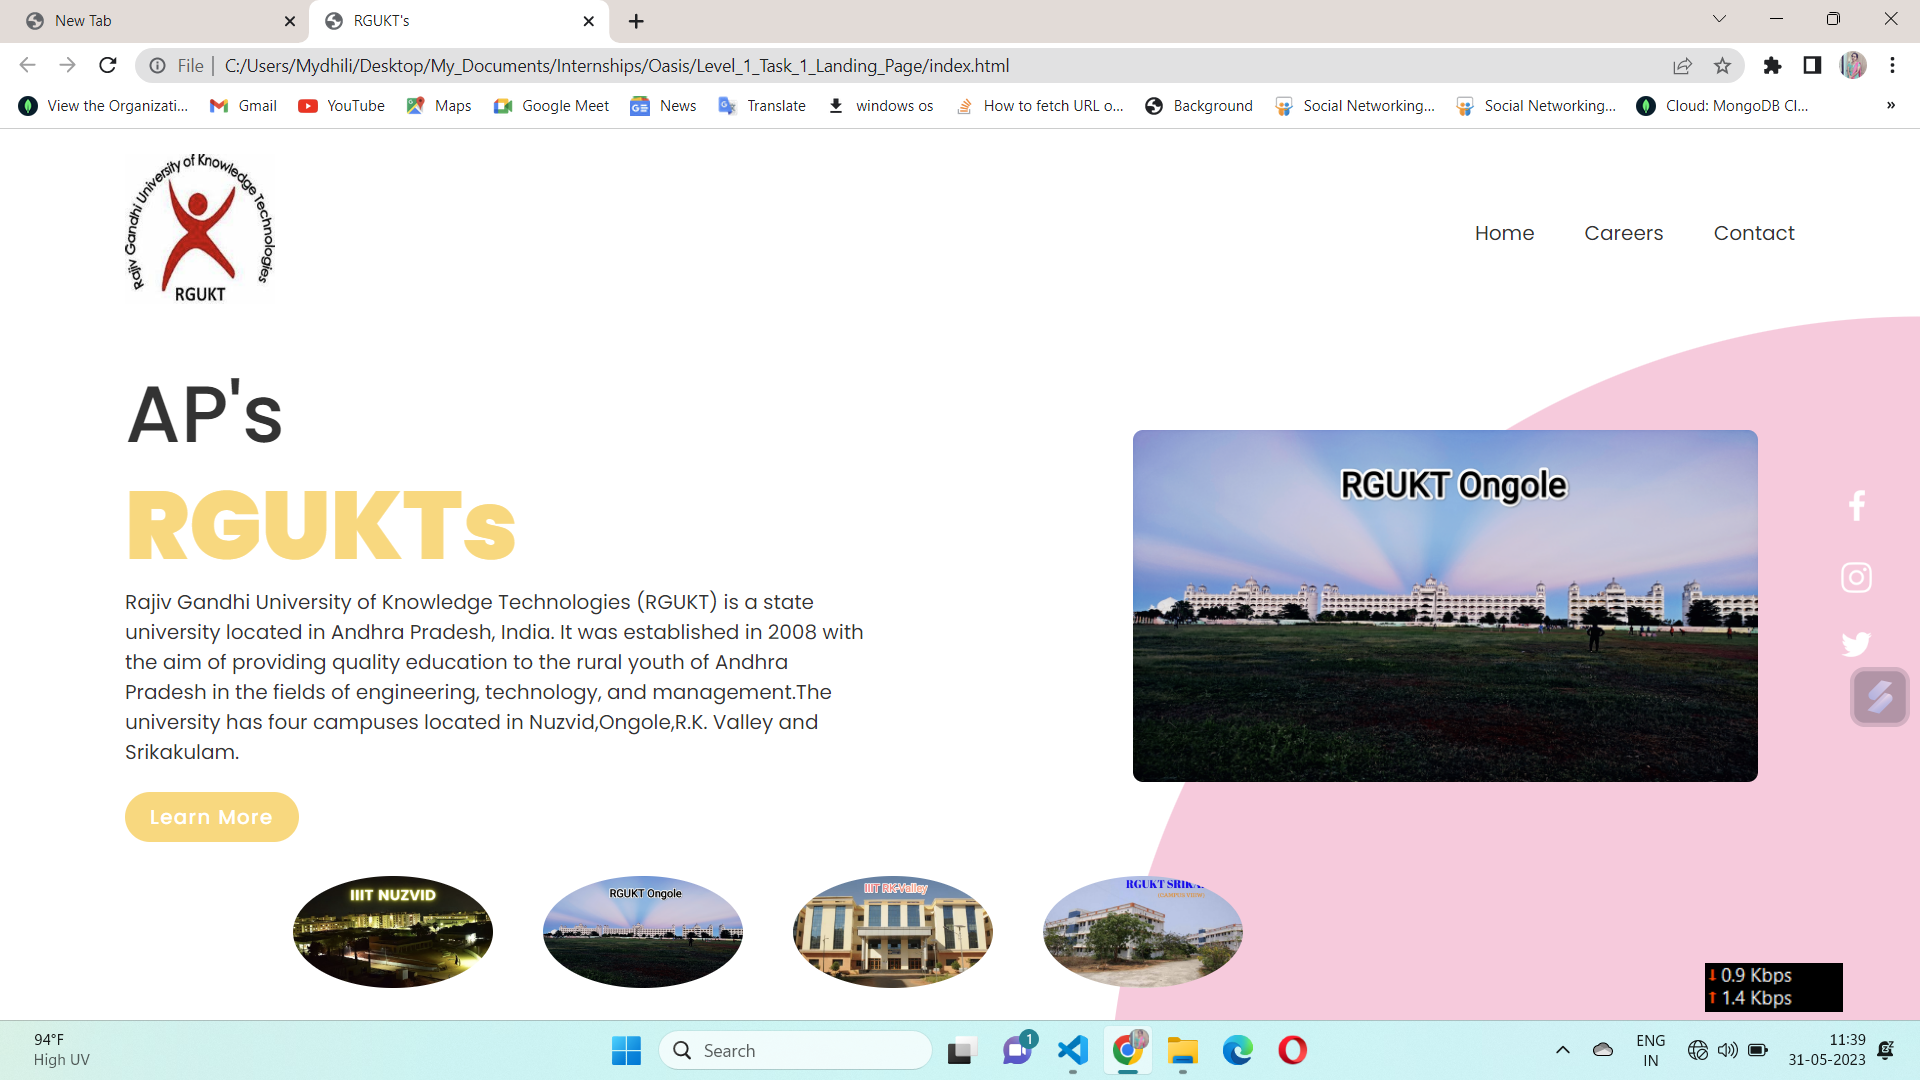 New Tab
RGUKT's
File
C:/Users/Mydhili/Desktop/My_Documents/Internships/Oasis/Level_1_Task_1_Landing_Page/index.html
View the Organizati...
Gmail
YouTube
Maps
Google Meet
News
Translate
windows os
How to fetch URL o...
Background
Social Networking...
Social Networking...
Cloud: MongoDB Cl...
»
Rajiv Gandhi University of Knowledge Technologies
RGUKT
Home
Careers
Contact
AP's
RGUKTs
Rajiv Gandhi University of Knowledge Technologies (RGUKT) is a state
university located in Andhra Pradesh, India. It was established in 2008 with
the aim of providing quality education to the rural youth of Andhra
Pradesh in the fields of engineering, technology, and management.The
university has four campuses located in Nuzvid,Ongole,R.K. Valley and
Srikakulam.
Learn More
RGUKT Ongole
IIIT NUZVID
RGUKT Ongole
IIIT RK-Valley
RGUKT
0.9 Kbps
1.4 Kbps
94°F
High UV
Search
1
ENG
IN
11:39
31-05-2023